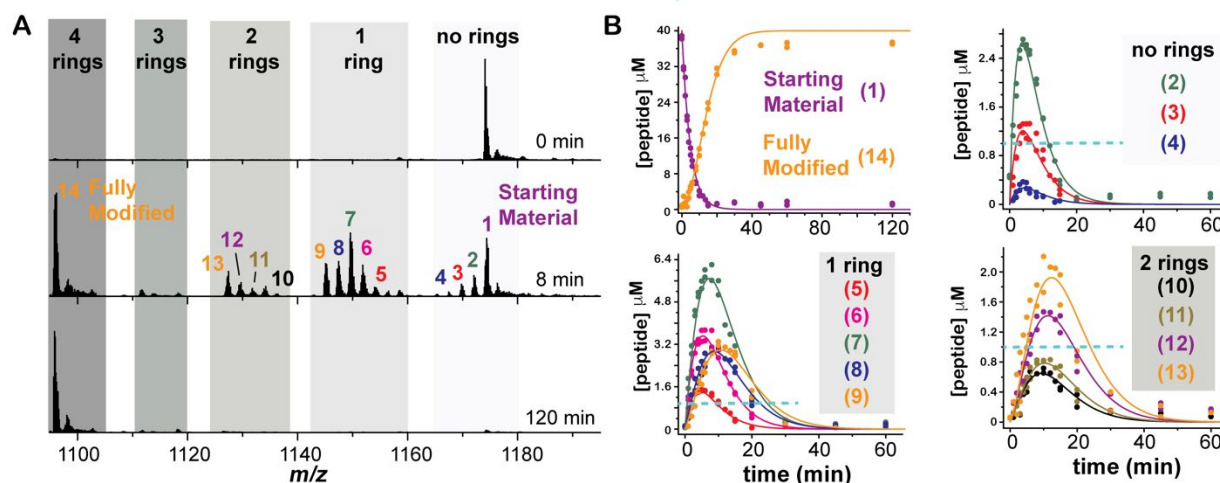 A
4 rings
3 rings
2 rings
1 ring
no rings
0 min
14 Fully Modified
Starting Material
13
12
11
10
9
8
7
6
5
4
3
2
1
8 min
120 min
1100
1120
1140
1160
1180
m/z
B
[peptide] µM
40
30
20
10
0
Starting Material (1)
Fully Modified (14)
0
30
60
90
120
[peptide] µM
2.4
1.6
0.8
0
no rings
(2)
(3)
(4)
0
20
40
60
[peptide] µM
6.4
4.8
3.2
1.6
0
1 ring
(5)
(6)
(7)
(8)
(9)
0
20
40
60
time (min)
[peptide] µM
2.0
1.6
1.2
0.8
0.4
0
2 rings
(10)
(11)
(12)
(13)
0
20
40
60
time (min)